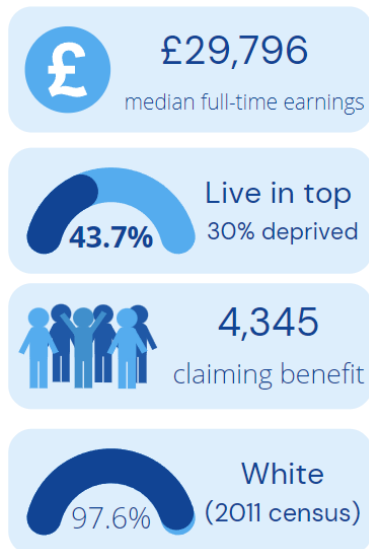 £
£29,796
median full-time earnings
43.7%
Live in top
30% deprived
4,345
claiming benefit
97.6%
White
(2011 census)